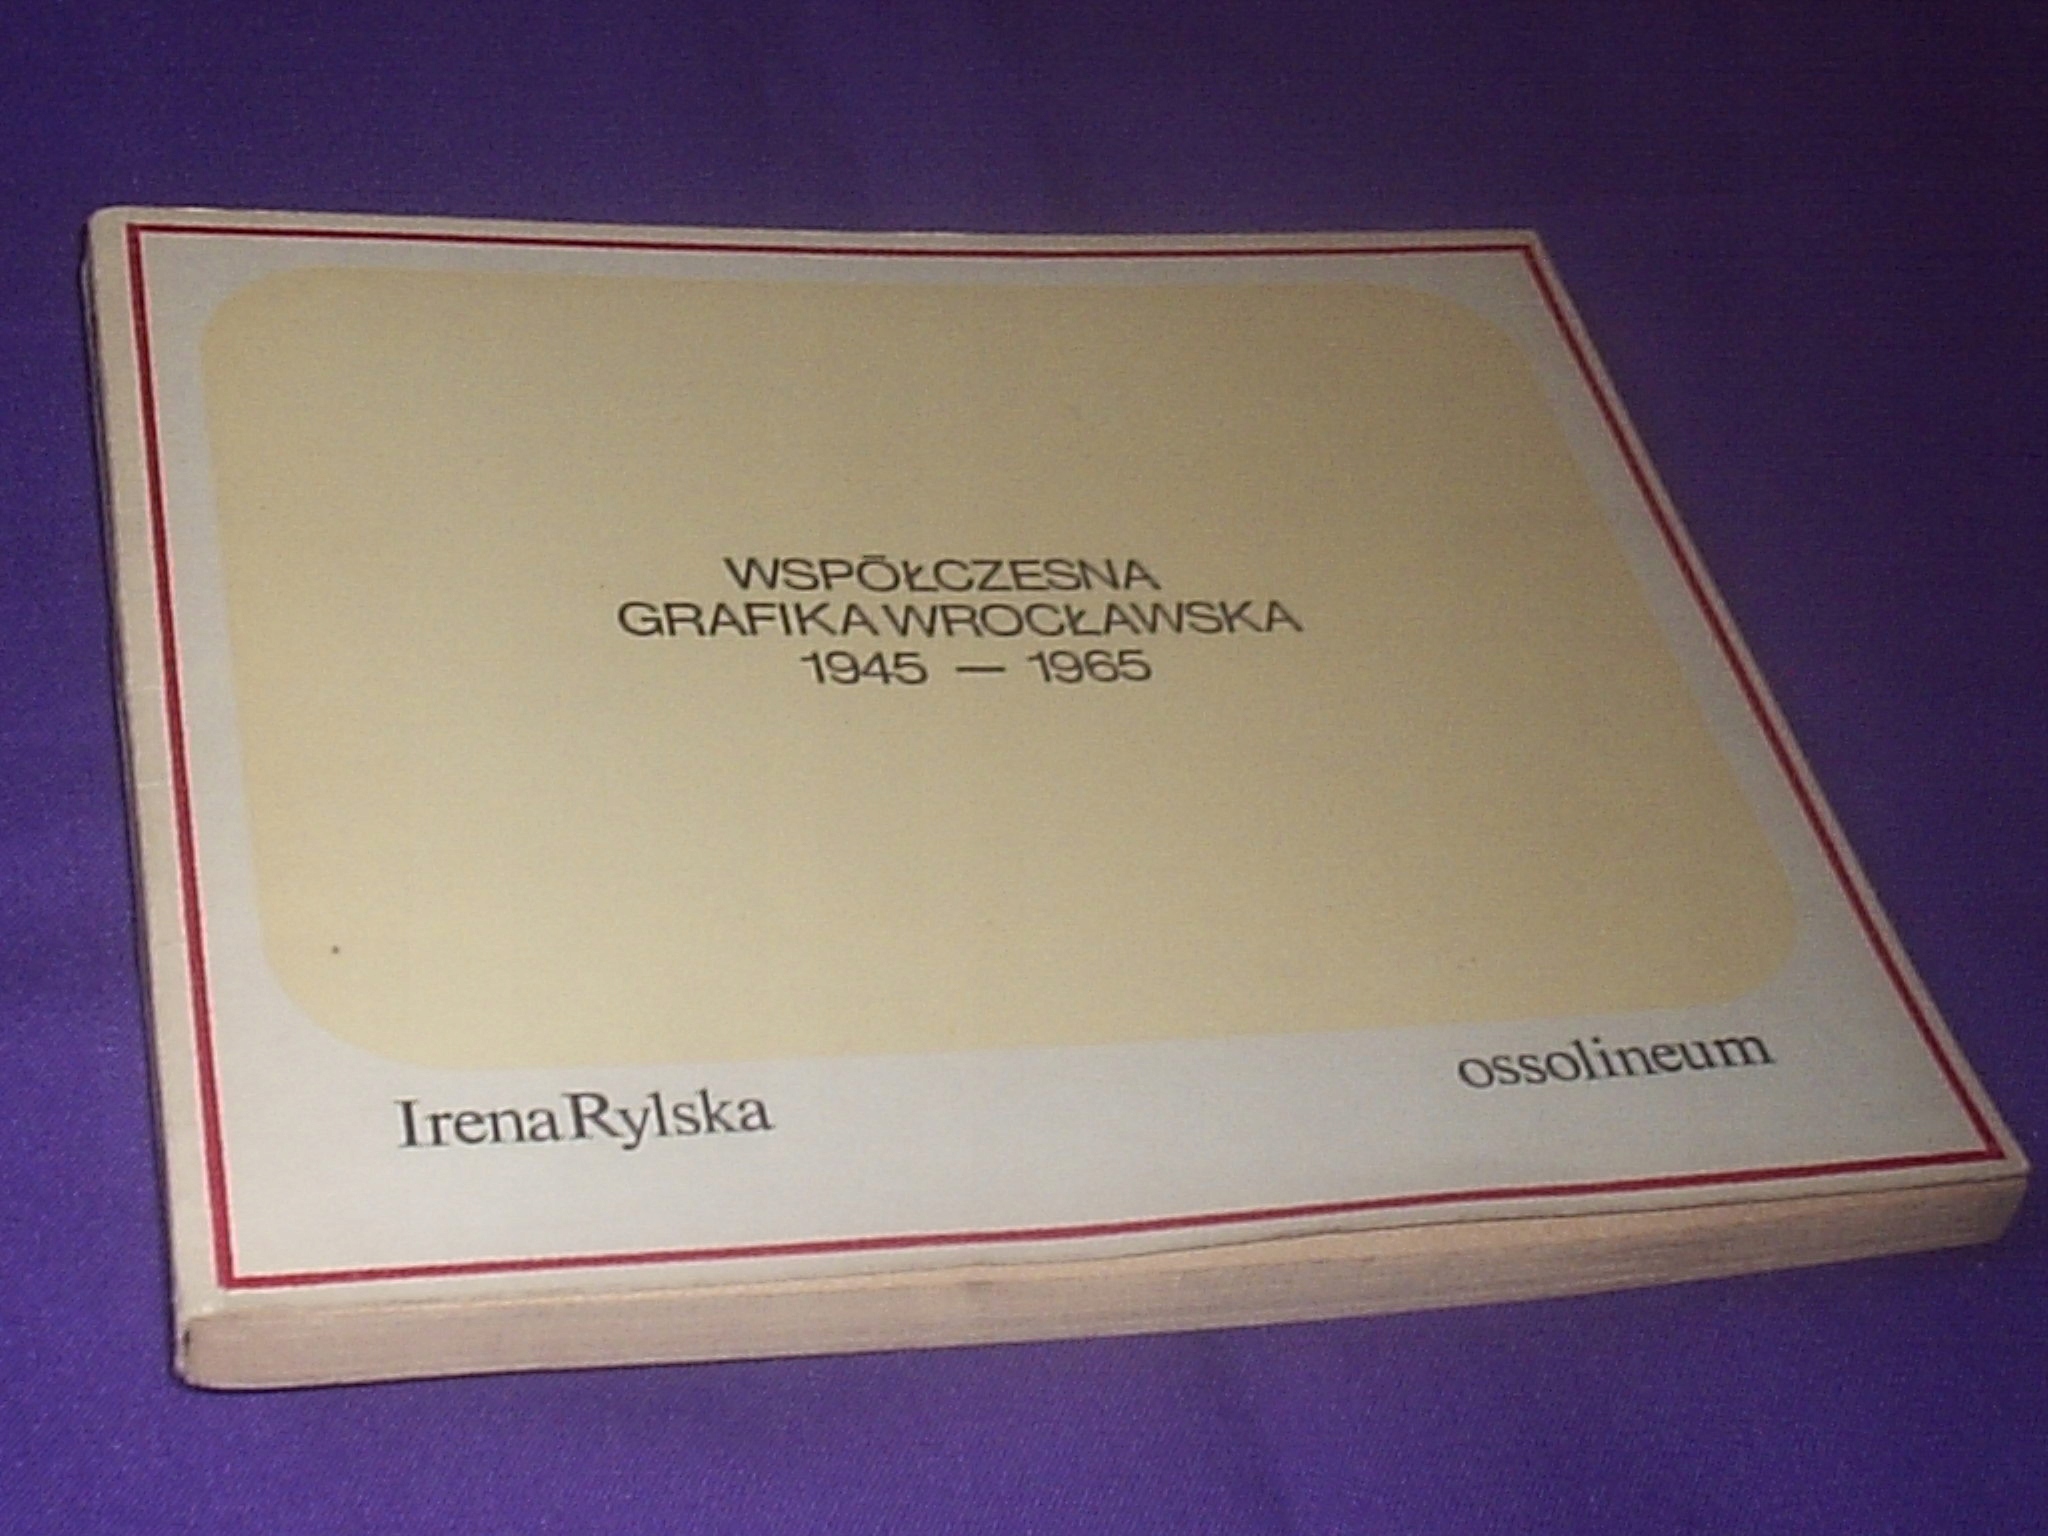 WSPÓŁCZESNA
GRAFIKA WROCŁAWSKA
1945 — 1965
Irena Rylska
ossolineum